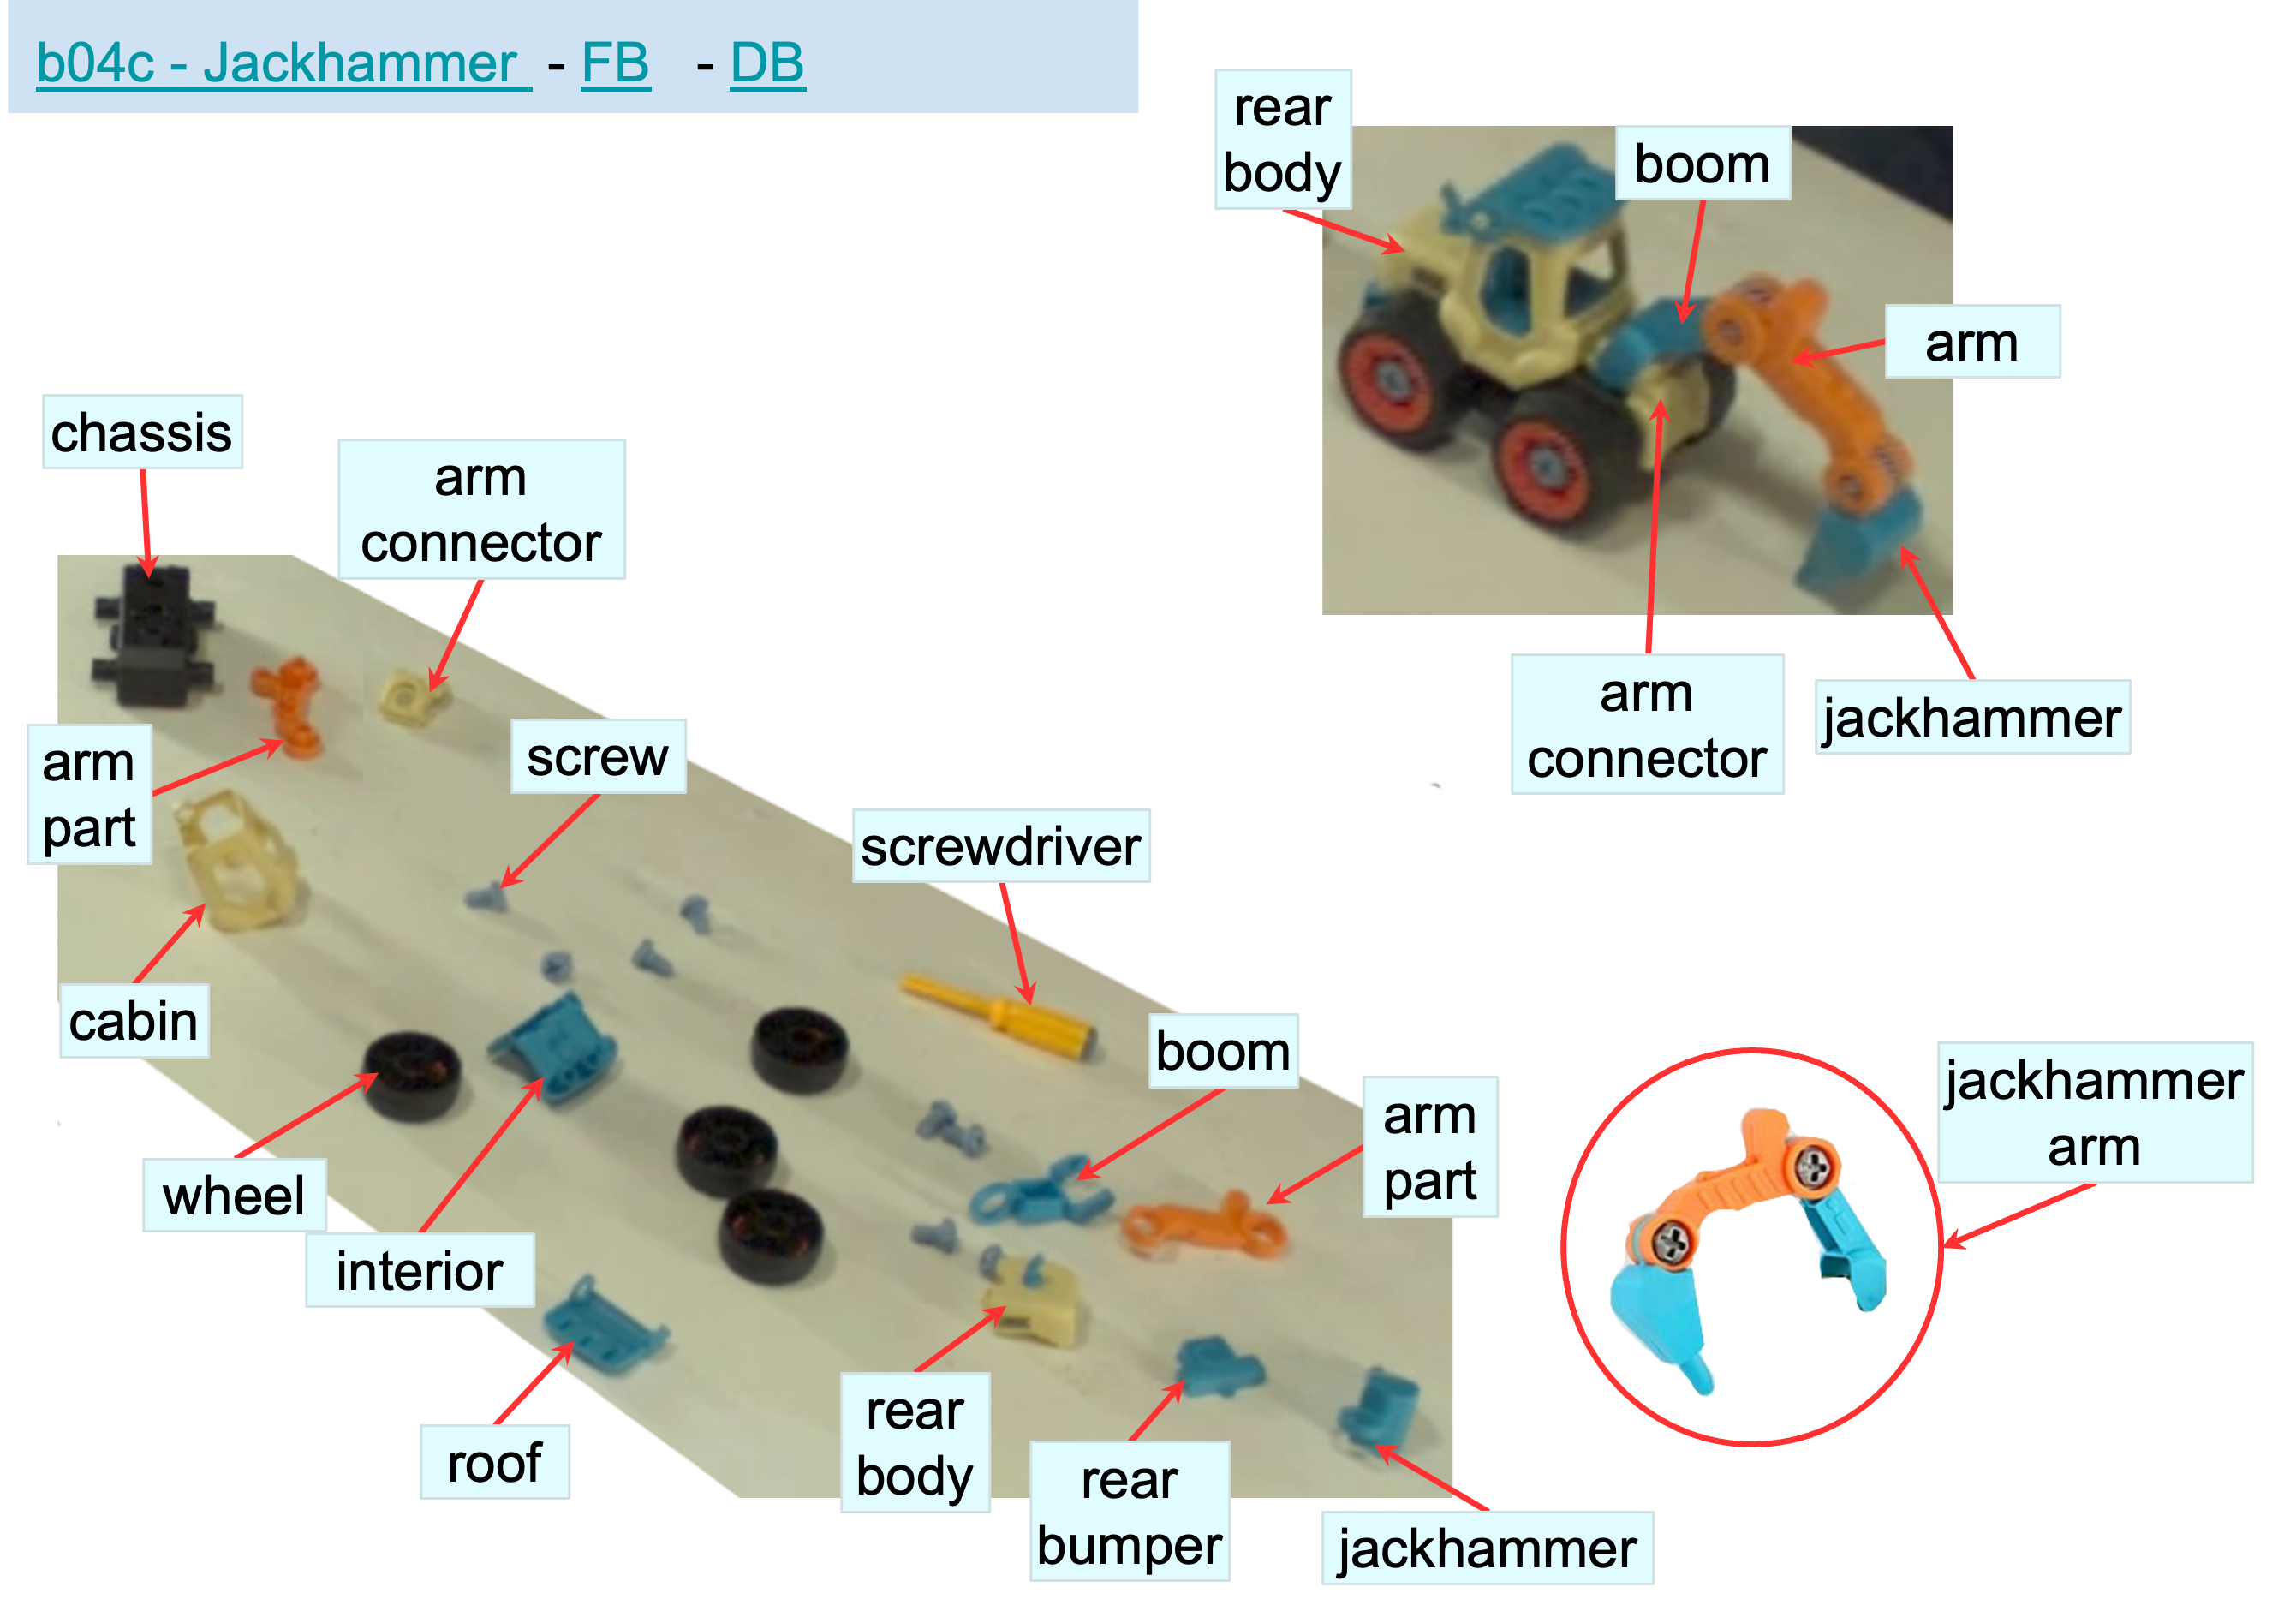 b04c - Jackhammer - FB - DB
rear
body
boom
arm
chassis
arm
connector
arm
connector
jackhammer
screw
arm
part
screwdriver
cabin
boom
arm
part
jackhammer
arm
wheel
interior
roof
rear
body
rear
bumper
jackhammer